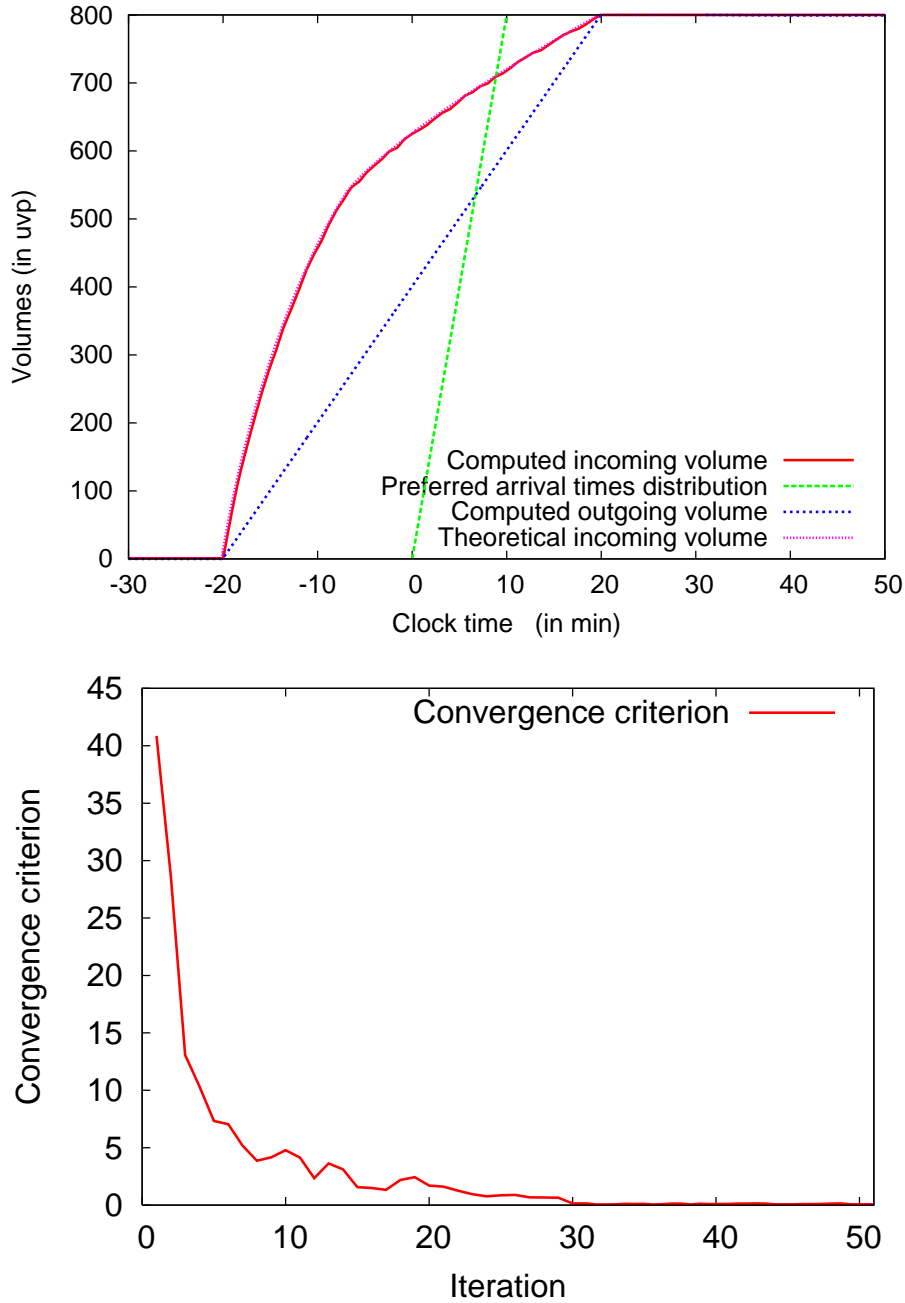 800
700
600
500
400
300
200
100
0
Volumes (in uvp)
Computed incoming volume
Preferred arrival times distribution
Computed outgoing volume
Theoretical incoming volume
-30 -20 -10 0 10 20 30 40 50
Clock time (in min)
45
40
35
30
25
20
15
10
5
0
Convergence criterion
Convergence criterion
0 10 20 30 40 50
Iteration